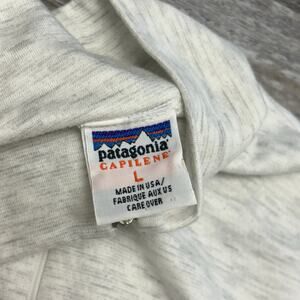 patagonia
CAPILENE
L
MADE IN USA/
FABRIQUE AUX US
CARE OVER